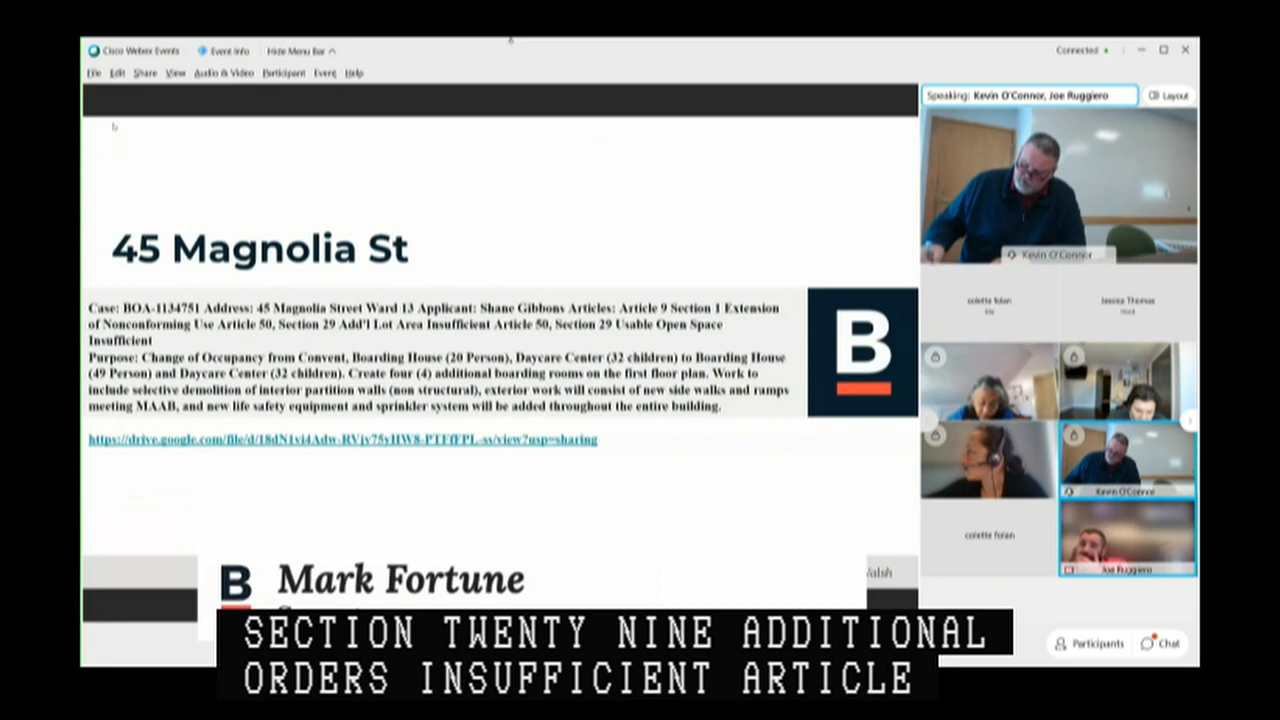 Cisco Webex Events Event Info Hide Menu Bar
Connected
File Edit Share View Audio & Video Participant Event Help
Speaking: Kevin O'Connor, Joe Ruggiero
Layout
Kevin O'Connor
45 Magnolia St
Case: BOA-1134751 Address: 45 Magnolia Street Ward 13 Applicant: Shane Gibbons Articles: Article 9 Section 1 Extension
of Nonconforming Use Article 50, Section 29 Add'l Lot Area Insufficient Article 50, Section 29 Usable Open Space
Insufficient
Purpose: Change of Occupancy from Convent, Boarding House (20 Person), Daycare Center (32 children) to Boarding House
(49 Person) and Daycare Center (32 children). Create four (4) additional boarding rooms on the first floor plan. Work to
include selective demolition of interior partition walls (non structural), exterior work will consist of new side walks and ramps
meeting MAAB, and new life safety equipment and sprinkler system will be added throughout the entire building.
B
colette folan
Me
Jessica Thomas
Host
Kevin O'Connor
colette folan
Joe Ruggiero
B Mark Fortune
Walsh
SECTION TWENTY NINE ADDITIONAL
ORDERS INSUFFICIENT ARTICLE
Participants Chat